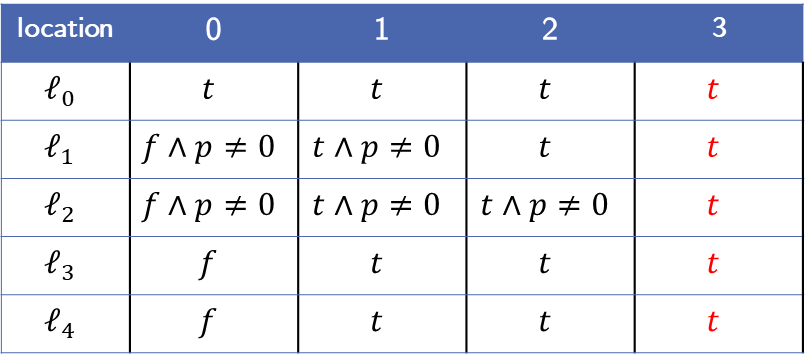 location 0 1 2 3
ℓ₀ t t t t
ℓ₁ f ∧ p ≠ 0 t ∧ p ≠ 0 t t
ℓ₂ f ∧ p ≠ 0 t ∧ p ≠ 0 t ∧ p ≠ 0 t
ℓ₃ f t t t
ℓ₄ f t t t